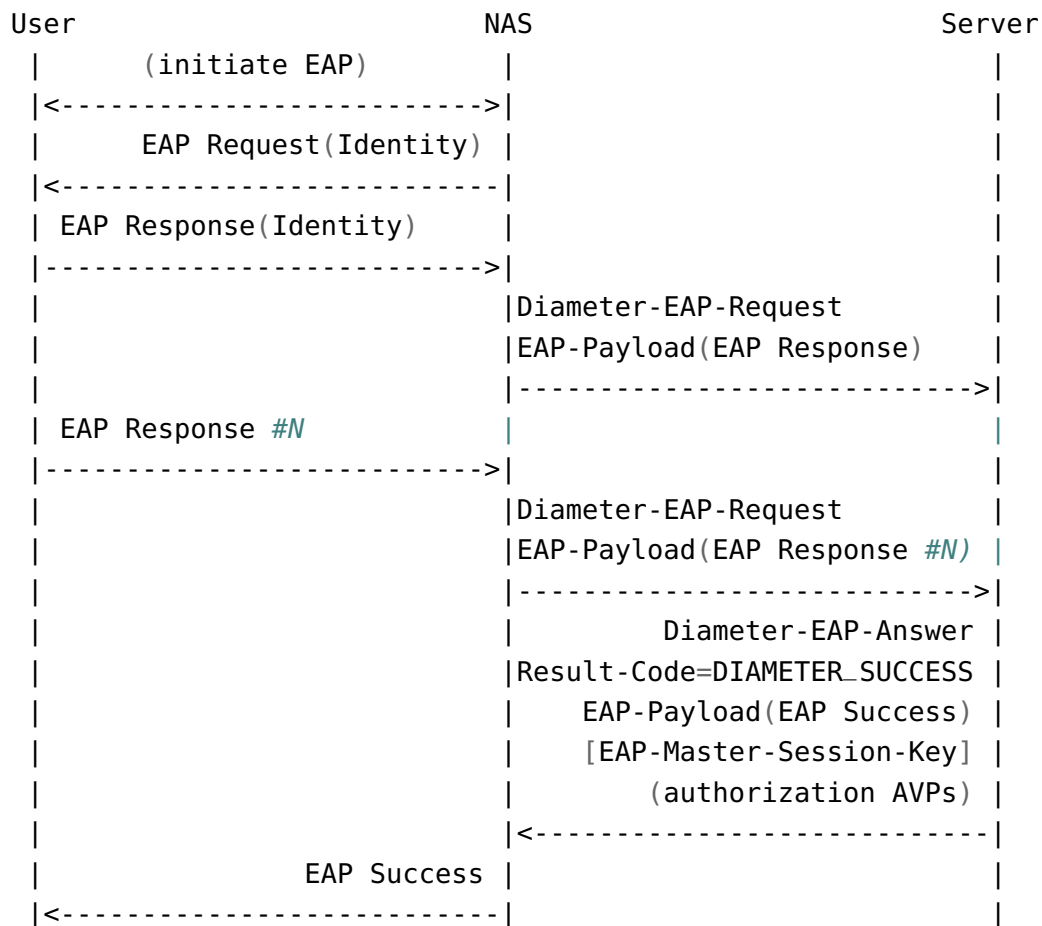 User                         NAS                         Server
 |      (initiate EAP)        |                              |
 |<-------------------------->|                              |
 |      EAP Request(Identity) |                              |
 |<---------------------------|                              |
 | EAP Response(Identity)     |                              |
 |--------------------------->|                              |
 |                            |Diameter-EAP-Request          |
 |                            |EAP-Payload(EAP Response)     |
 |                            |---------------------------->|
 | EAP Response #N            |                              |
 |--------------------------->|                              |
 |                            |Diameter-EAP-Request          |
 |                            |EAP-Payload(EAP Response #N) |
 |                            |---------------------------->|
 |                            |         Diameter-EAP-Answer |
 |                            |Result-Code=DIAMETER_SUCCESS |
 |                            |    EAP-Payload(EAP Success) |
 |                            |    [EAP-Master-Session-Key] |
 |                            |        (authorization AVPs) |
 |                            |<----------------------------|
 |                EAP Success |                              |
 |<---------------------------|                              |